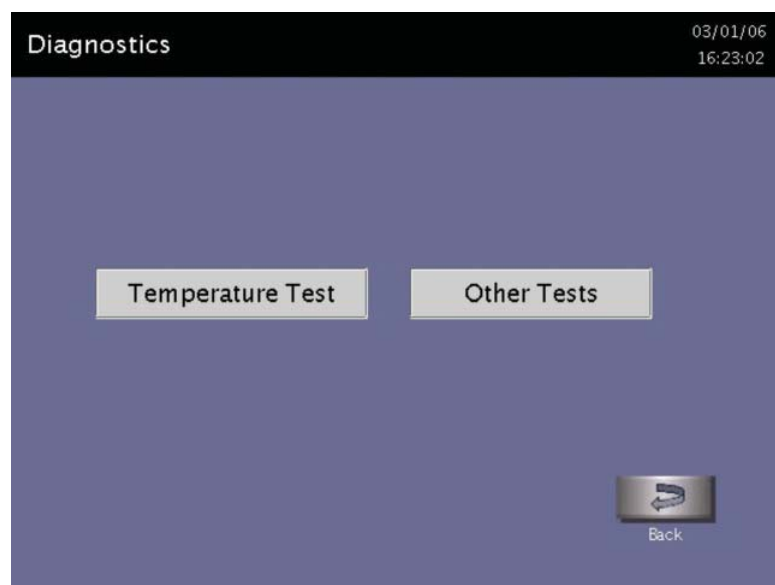 Diagnostics
03/01/06
16:23:02
Temperature Test
Other Tests
Back